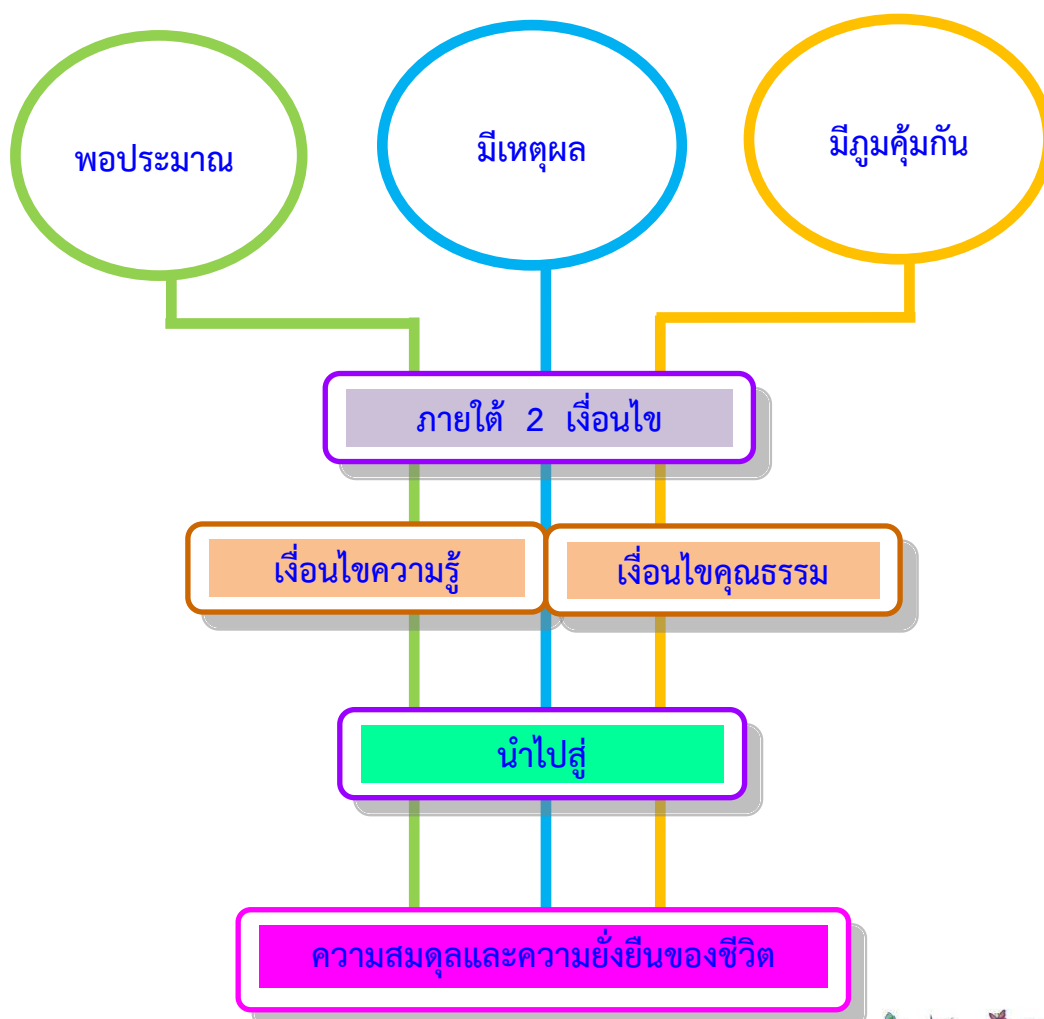 พอประมาณ
มีเหตุผล
มีภูมคุ้มกัน
ภายใต้ 2 เงื่อนไข
เงื่อนไขความรู้
เงื่อนไขคุณธรรม
นำไปสู่
ความสมดุลและความยั่งยืนของชีวิต